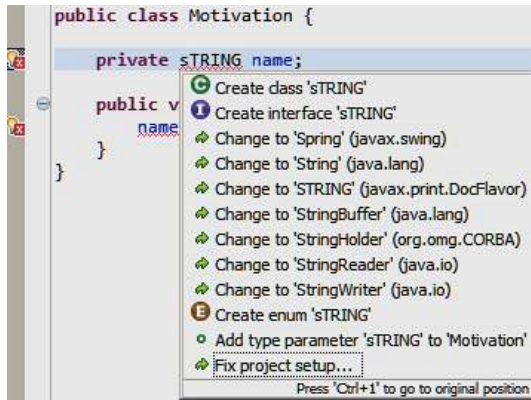 public class Motivation {
private sTRING name;
public v
name
}
}
C Create class 'sTRING'
I Create interface 'sTRING'
Change to 'Spring' (javax.swing)
Change to 'String' (java.lang)
Change to 'STRING' (javax.print.DocFlavor)
Change to 'StringBuffer' (java.lang)
Change to 'StringHolder' (org.omg.CORBA)
Change to 'StringReader' (java.io)
Change to 'StringWriter' (java.io)
E Create enum 'sTRING'
Add type parameter 'sTRING' to 'Motivation'
Fix project setup...
Press 'Ctrl+1' to go to original position